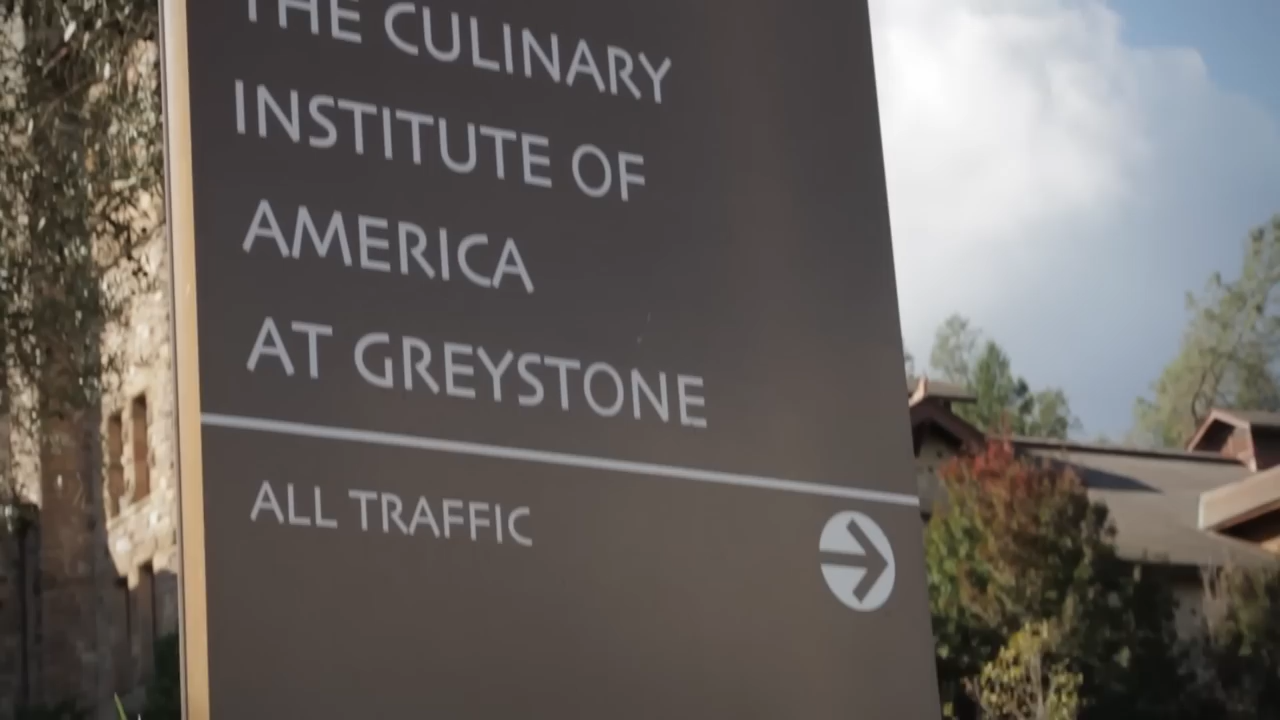 THE CULINARY
INSTITUTE OF
AMERICA
AT GREYSTONE
ALL TRAFFIC